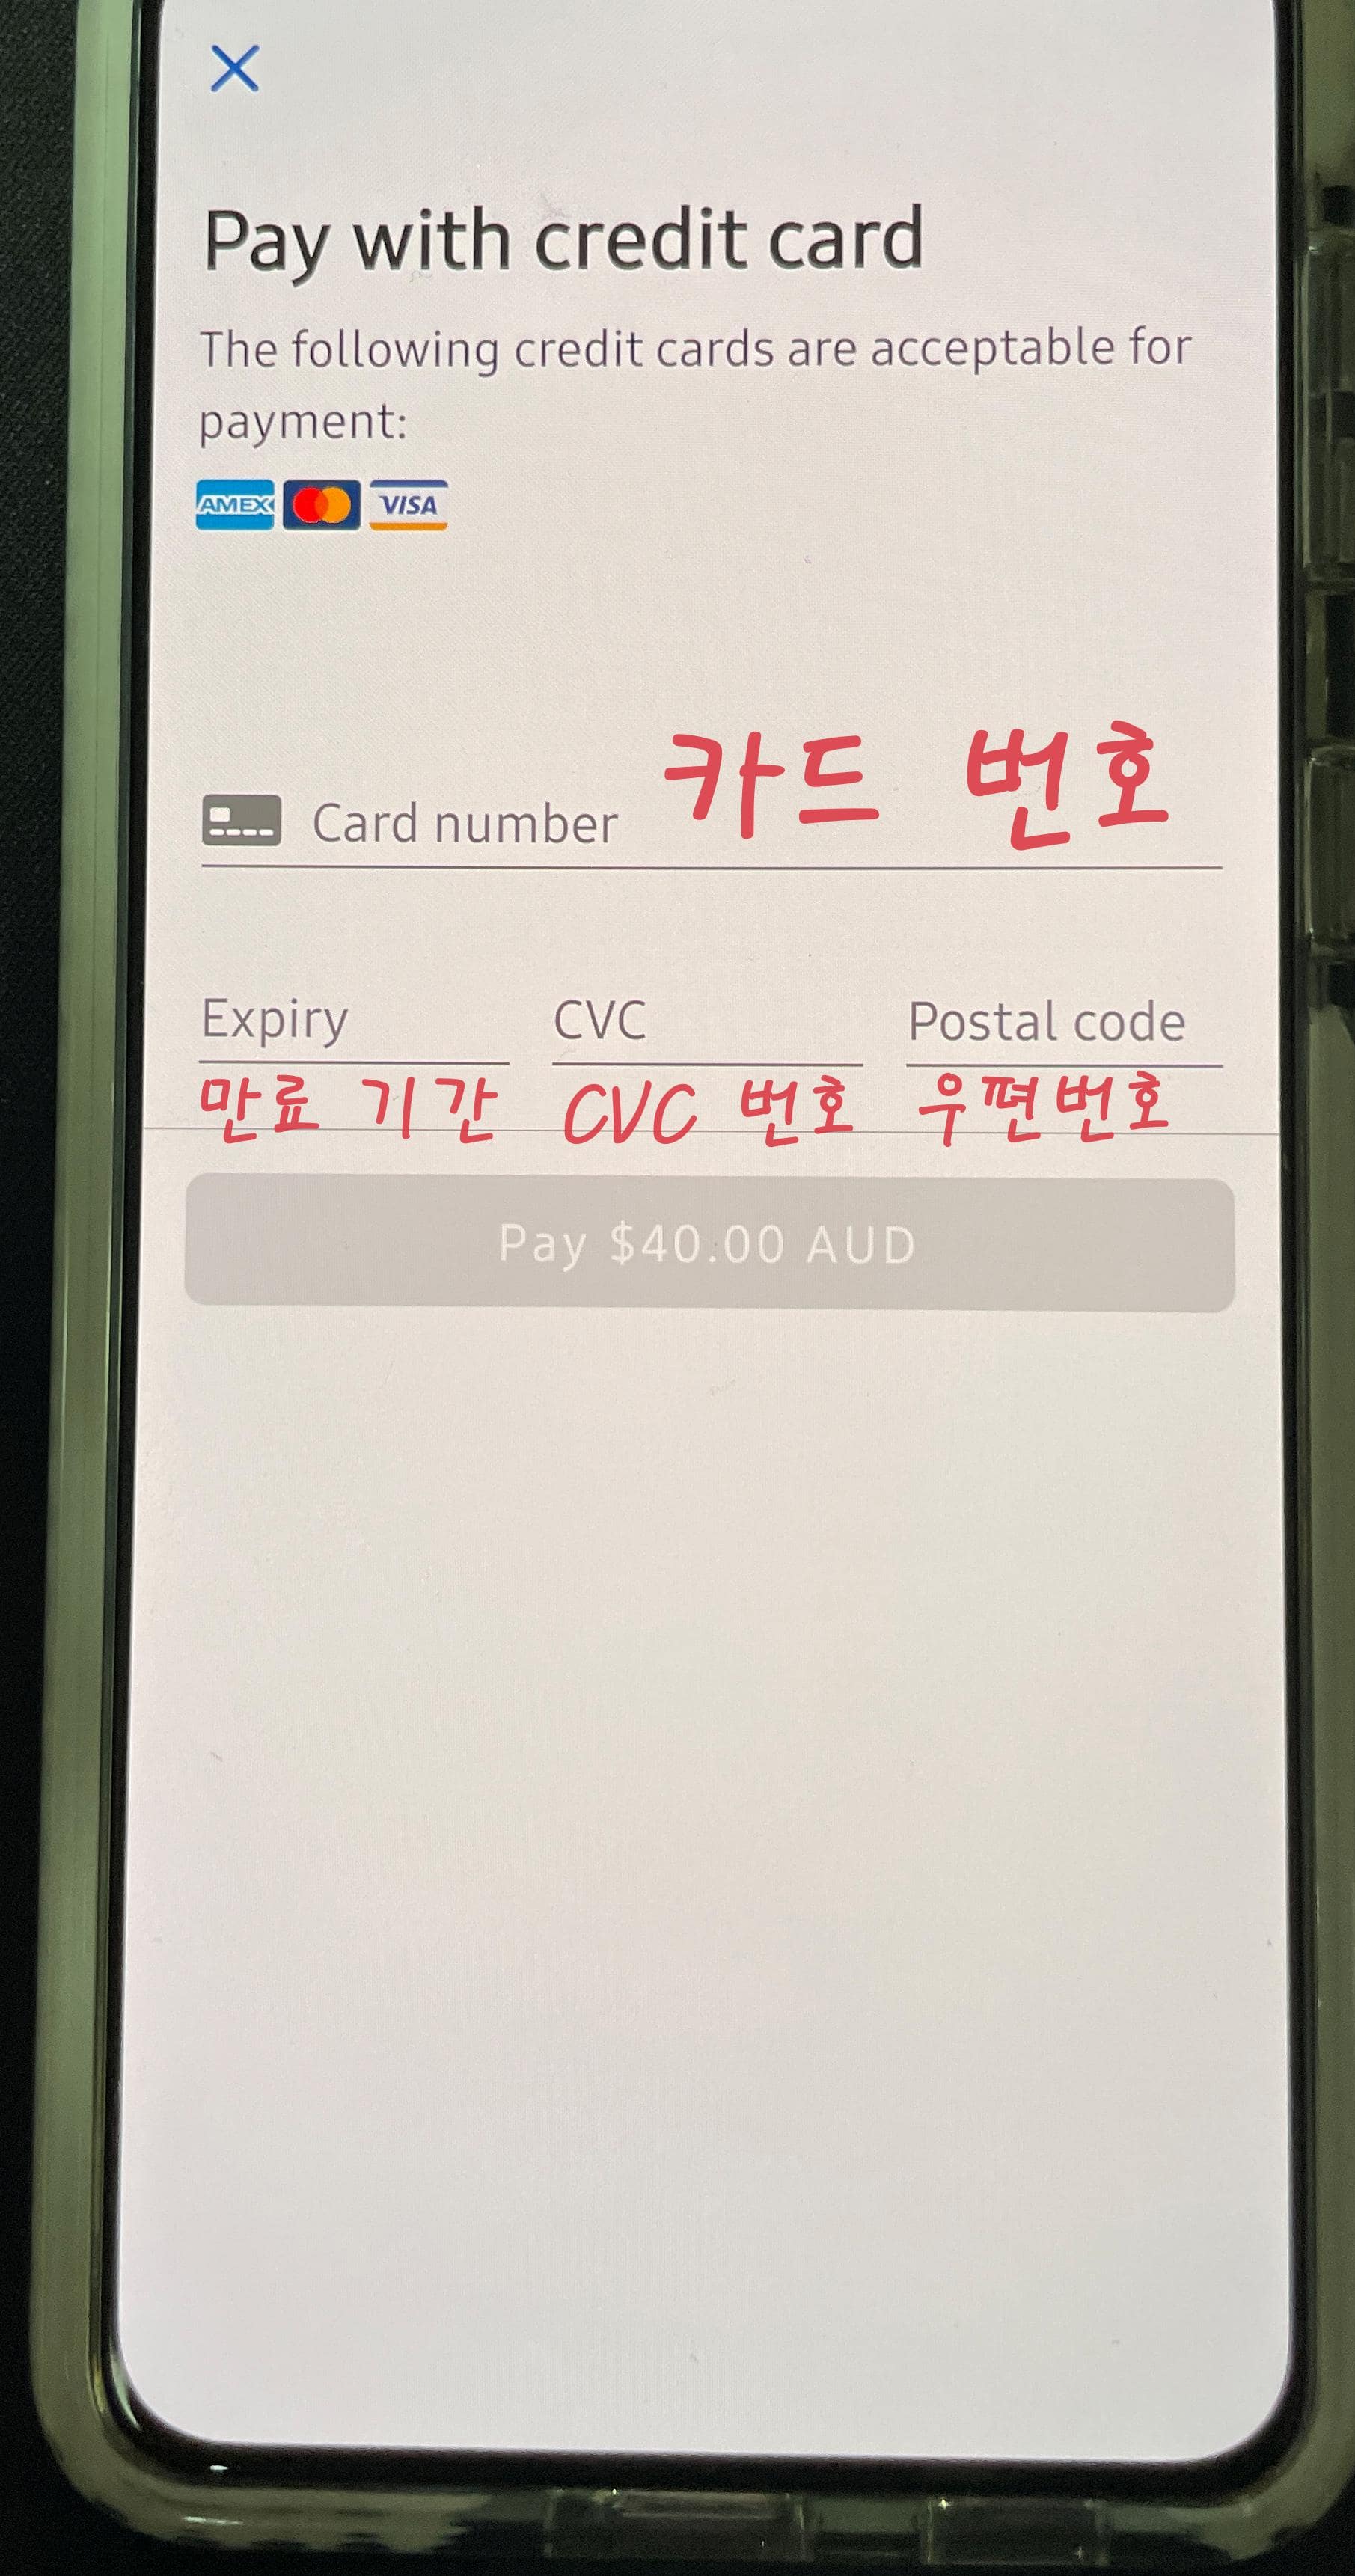 Pay with credit card
The following credit cards are acceptable for
payment:
AMEX VISA
Card number 카드 번호
Expiry CVC Postal code
만료 기간 CVC 번호 우편번호
Pay $40.00 AUD